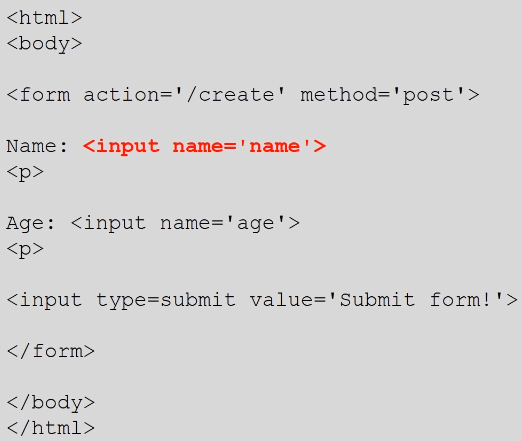 <html>
<body>
<form action='/create' method='post'>
Name: <input name='name'>
<p>
Age: <input name='age'>
<p>
<input type=submit value='Submit form!'>
</form>
</body>
</html>